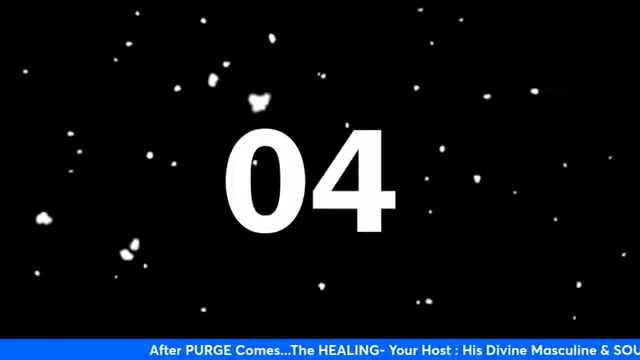 04
After PURGE Comes...The HEALING- Your Host : His Divine Masculine & SOU